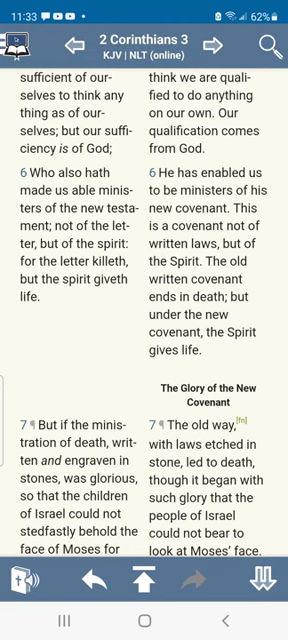 11:33
62%
2 Corinthians 3
KJV | NLT (online)
sufficient of our-
selves to think any
thing as of our-
selves; but our suffi-
ciency is of God;
6 Who also hath
made us able minis-
ters of the new testa-
ment; not of the let-
ter, but of the spirit:
for the letter killeth,
but the spirit giveth
life.
7 ¶ But if the minis-
tration of death, writ-
ten and engraven in
stones, was glorious,
so that the children
of Israel could not
stedfastly behold the
face of Moses for
think we are quali-
fied to do anything
on our own. Our
qualification comes
from God.
6 He has enabled us
to be ministers of his
new covenant. This
is a covenant not of
written laws, but of
the Spirit. The old
written covenant
ends in death; but
under the new
covenant, the Spirit
gives life.
The Glory of the New
Covenant
7 ¶ The old way,[fn]
with laws etched in
stone, led to death,
though it began with
such glory that the
people of Israel
could not bear to
look at Moses' face.